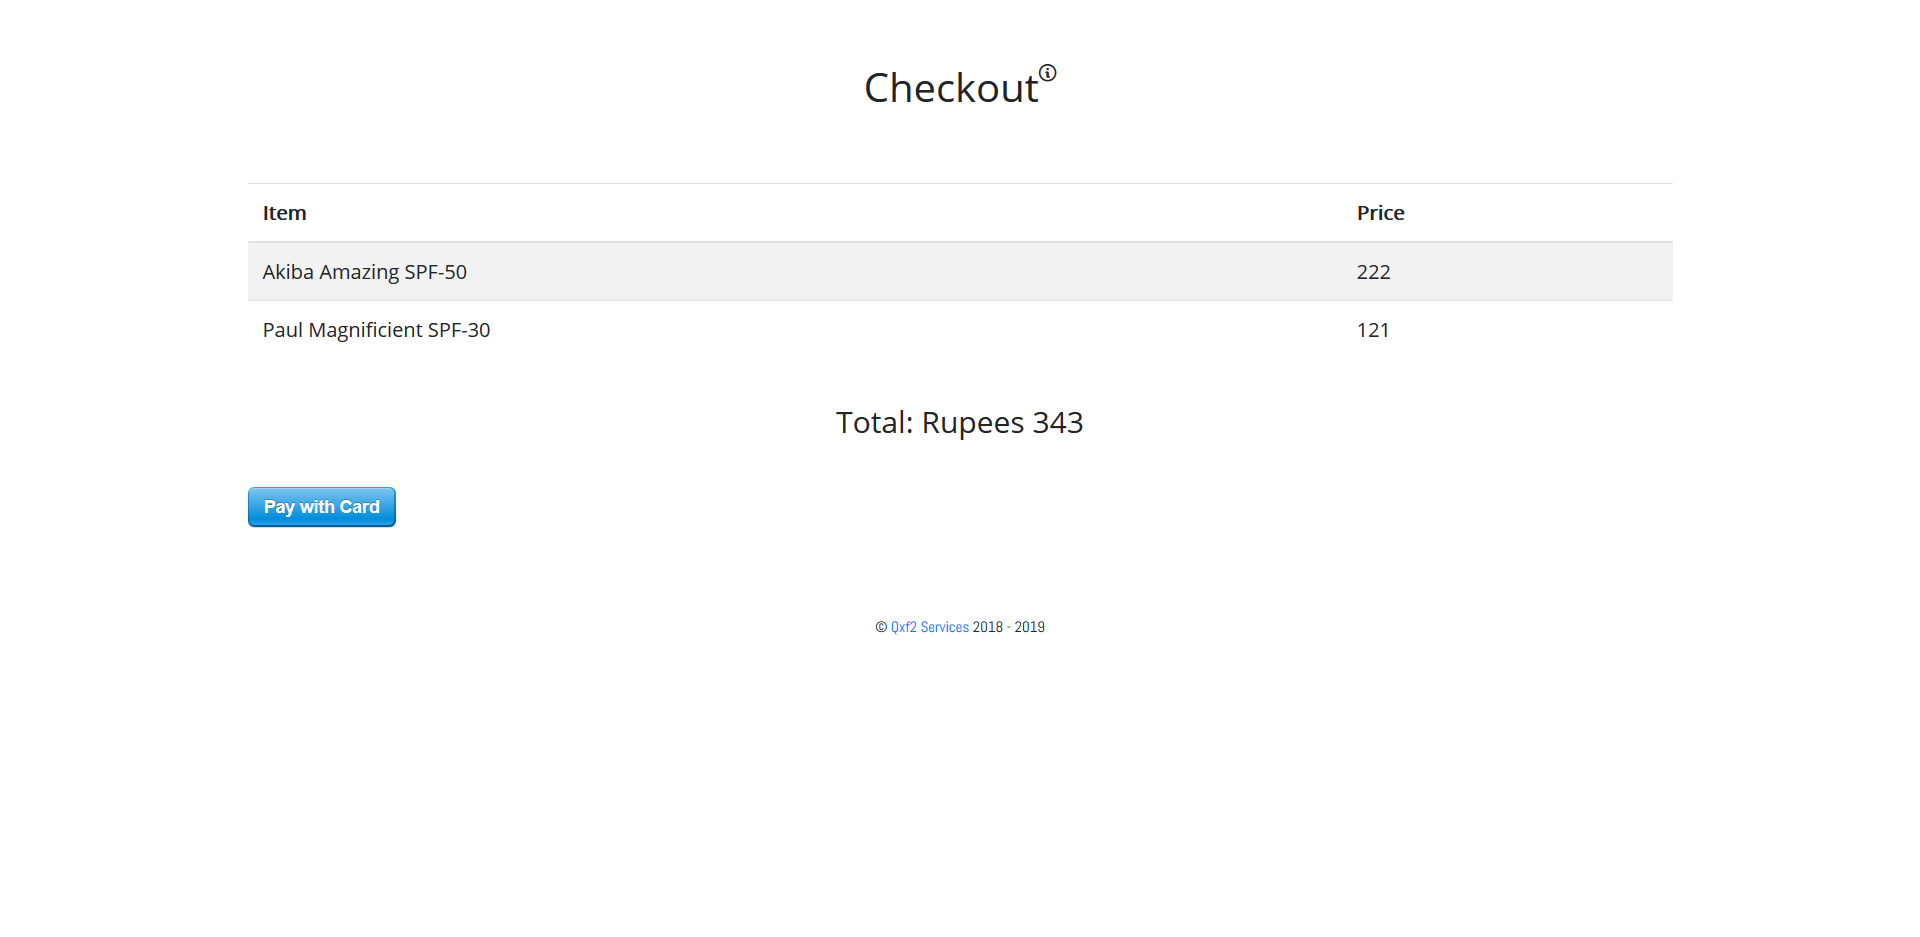 Checkout
Item Price
Akiba Amazing SPF-50 222
Paul Magnificient SPF-30 121
Total: Rupees 343
Pay with Card
© Qxf2 Services 2018 - 2019